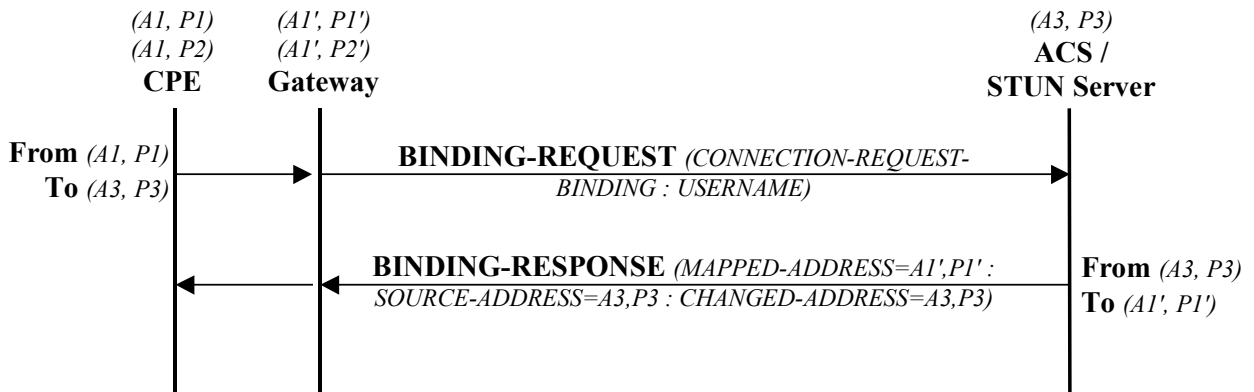 (A1, P1)
(A1, P2)
CPE
(A1', P1')
(A1', P2')
Gateway
(A3, P3)
ACS /
STUN Server
From (A1, P1)
To (A3, P3)
BINDING-REQUEST (CONNECTION-REQUEST-
BINDING : USERNAME)
BINDING-RESPONSE (MAPPED-ADDRESS=A1',P1' :
SOURCE-ADDRESS=A3,P3 : CHANGED-ADDRESS=A3,P3)
From (A3, P3)
To (A1', P1')